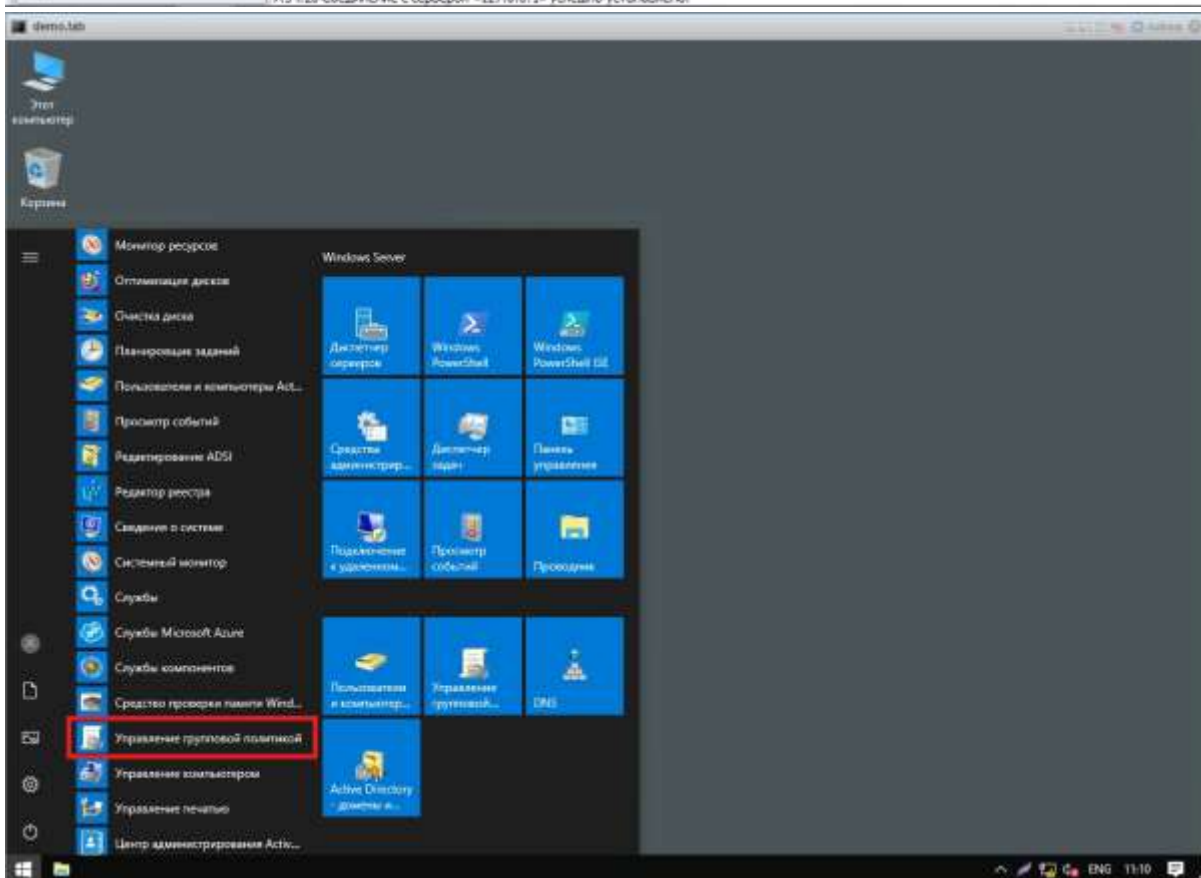 demo.lab
Этот
компьютер
Корзина
Монитор ресурсов
Оптимизация дисков
Очистка диска
Планировщик заданий
Пользователи и компьютеры Act...
Просмотр событий
Редактирование ADSI
Редактор реестра
Сведения о системе
Системный монитор
Службы
Службы Microsoft Azure
Службы компонентов
Средство проверки памяти Wind...
Управление групповой политикой
Управление компьютером
Управление печатью
Центр администрирования Activ...
Windows Server
Диспетчер
серверов
Windows
PowerShell
Windows
PowerShell ISE
Средства
администрир...
Диспетчер
задач
Панель
управления
Подключение
к удаленном...
Просмотр
событий
Проводник
Пользователи
и компьютер...
Управление
групповой...
DNS
Active Directory
- домены и...
ENG
11:10